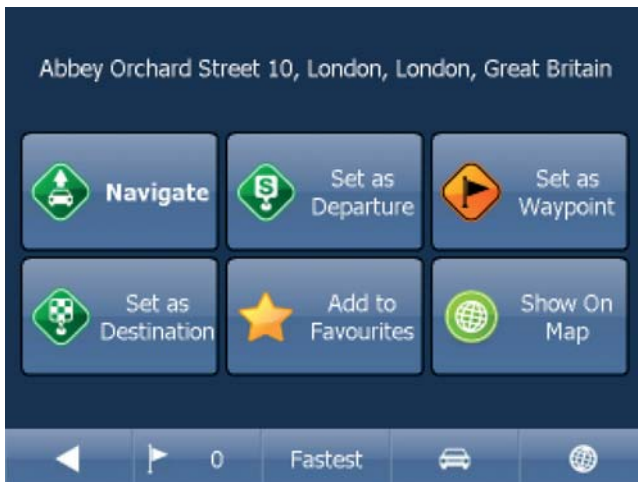 Abbey Orchard Street 10, London, London, Great Britain
Navigate
S
Set as
Departure
Set as
Waypoint
Set as
Destination
Add to
Favourites
Show On
Map
0
Fastest